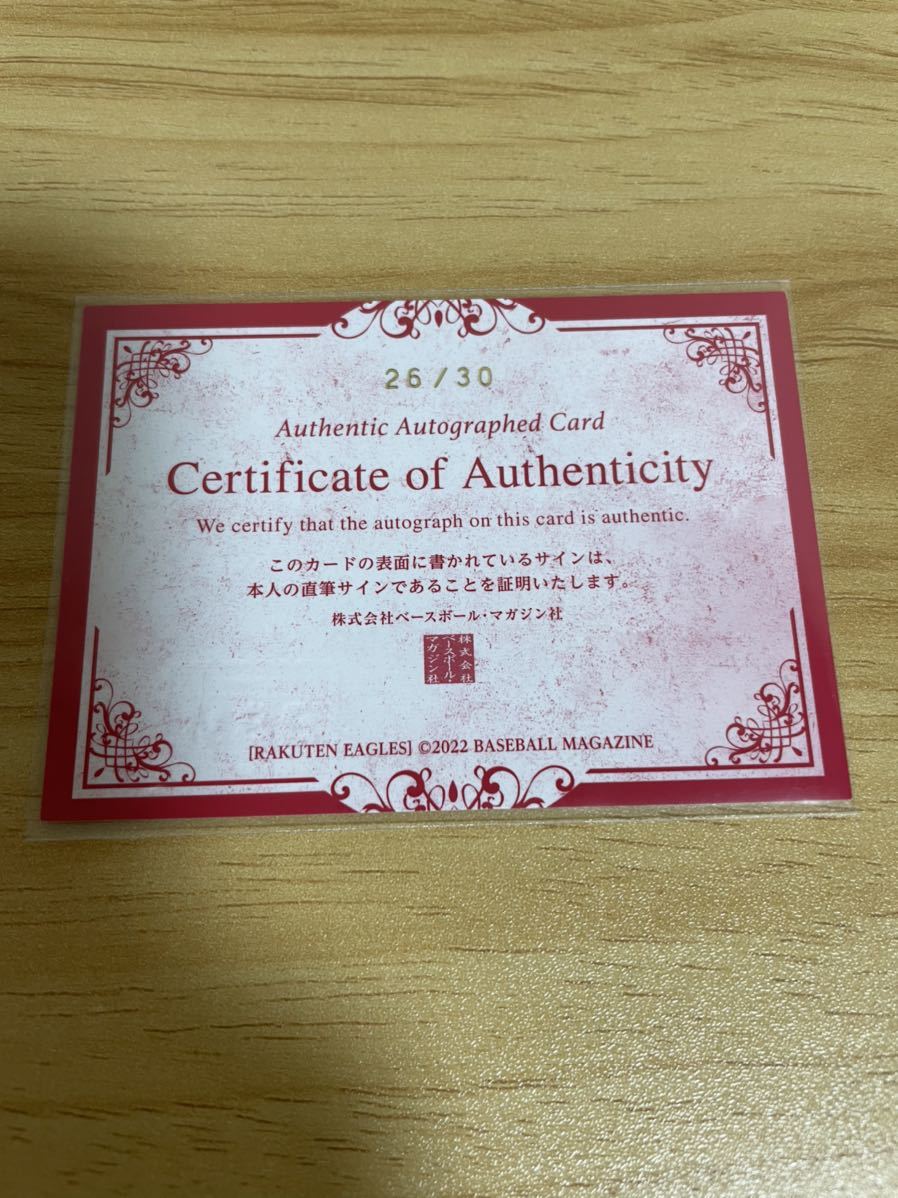 26/30
Authentic Autographed Card
Certificate of Authenticity
We certify that the autograph on this card is authentic.
このカードの表面に書かれているサインは、
本人の直筆サインであることを証明いたします。
株式会社ベースボール・マガジン社
株式会社
ベースボール・
マガジン社
[RAKUTEN EAGLES] ©2022 BASEBALL MAGAZINE